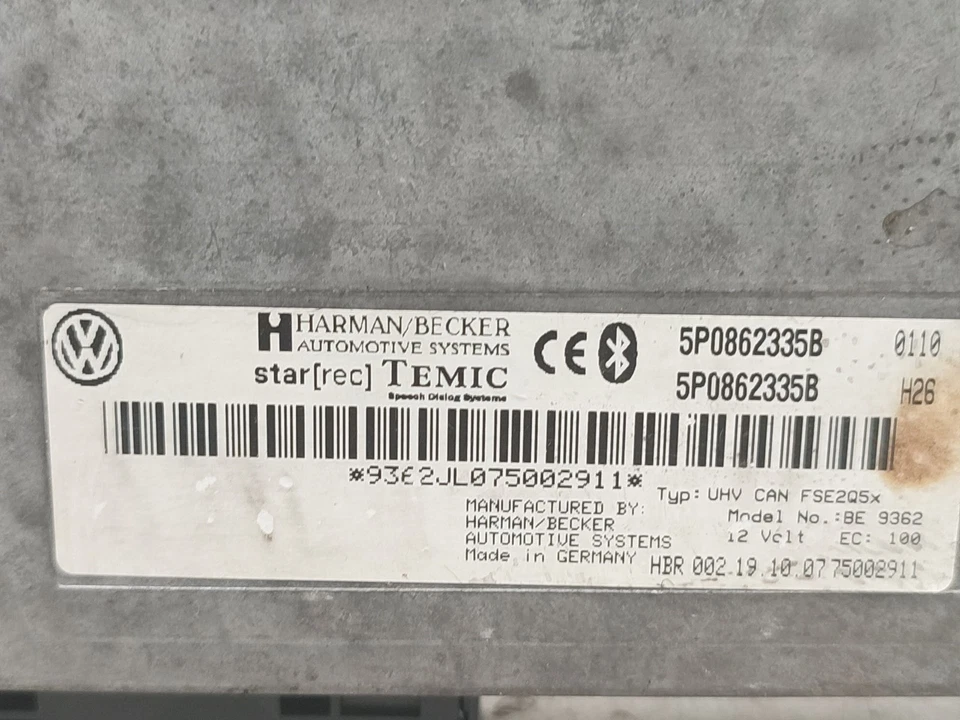 HARMAN/BECKER
AUTOMOTIVE SYSTEMS
star[rec] TEMIC
Speech Dialog Systems
CE
5P0862335B 0110
5P0862335B H26
*93E2JL075002911*
Typ: UHV CAN FSE2Q5x
Model No.: BE 9362
12 Volt EC: 100
MANUFACTURED BY:
HARMAN/BECKER
AUTOMOTIVE SYSTEMS
Made in GERMANY
HBR 002 19 10 07 75002911